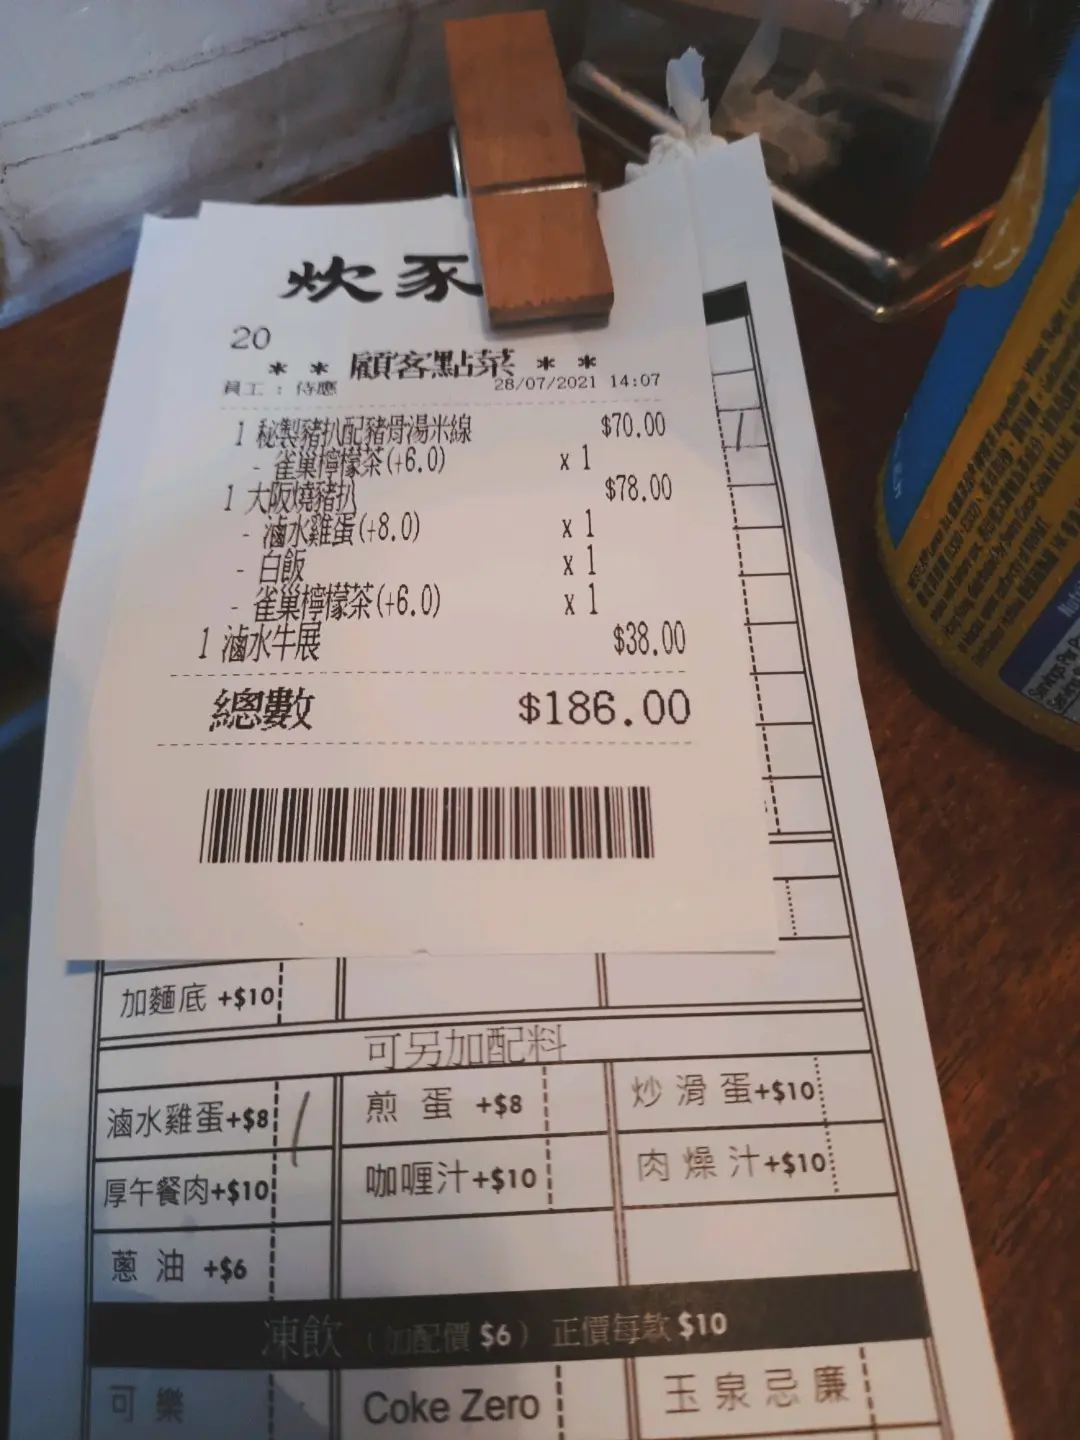 炊豕
20
* * 顧客點菜 * *
員工 : 侍應 28/07/2021 14:07
1 秘製豬扒配豬骨湯米線 $70.00
- 雀巢檸檬茶(+6.0) x 1
1 大阪燒豬扒 $78.00
- 滷水雞蛋(+8.0) x 1
- 白飯 x 1
- 雀巢檸檬茶(+6.0) x 1
1 滷水牛展 $38.00
總數 $186.00
加麵底 +$10
可另加配料
滷水雞蛋+$8 煎蛋 +$8 炒滑蛋+$10
厚午餐肉+$10 咖喱汁+$10 肉燥汁+$10
蔥油 +$6
凍飲 (加配價 $6) 正價每款 $10
可樂 Coke Zero 玉泉忌廉